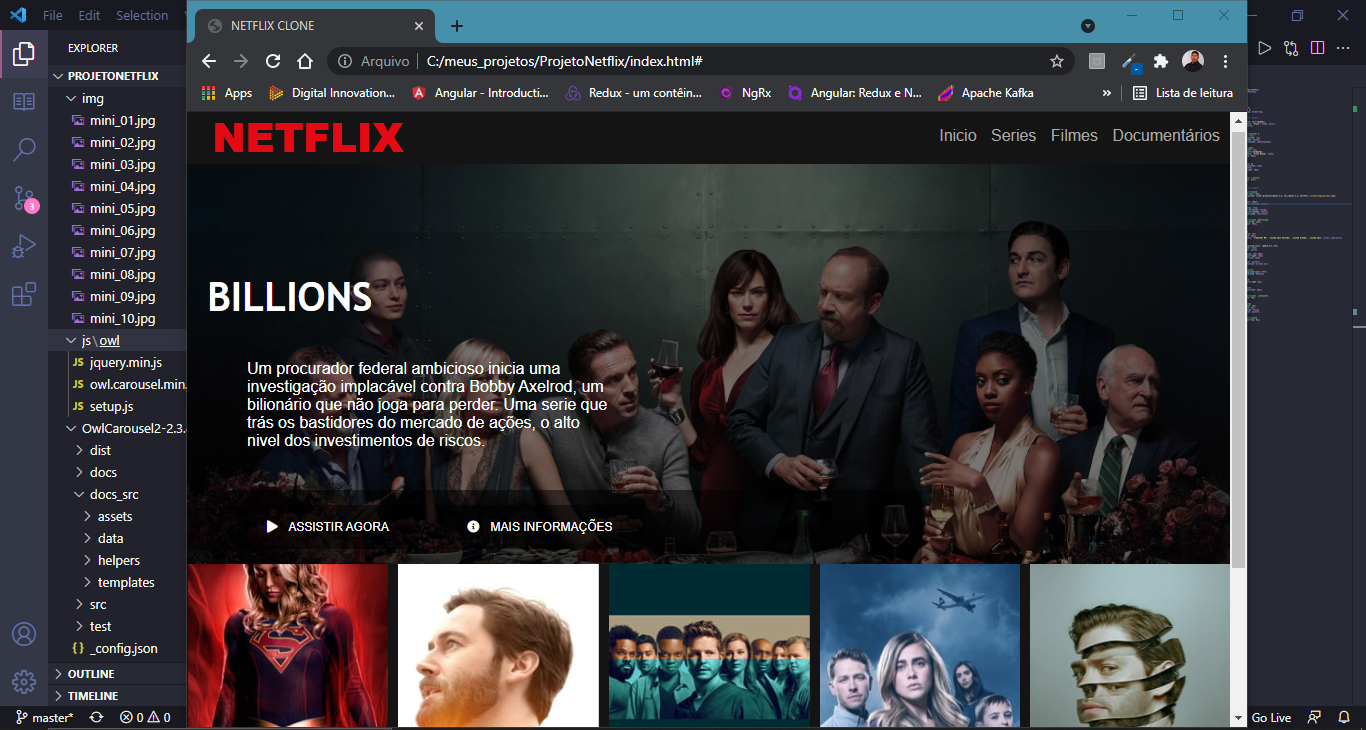 File Edit Selection
NETFLIX CLONE
Arquivo C:/meus_projetos/ProjetoNetflix/index.html#
Apps Digital Innovation... Angular - Introducti... Redux - um contêin... NgRx Angular: Redux e N... Apache Kafka » Lista de leitura
EXPLORER
PROJETONETFLIX
img
mini_01.jpg
mini_02.jpg
mini_03.jpg
mini_04.jpg
mini_05.jpg
mini_06.jpg
mini_07.jpg
mini_08.jpg
mini_09.jpg
mini_10.jpg
js\owl
JS jquery.min.js
JS owl.carousel.min.
JS setup.js
OwlCarousel2-2.3.
dist
docs
docs_src
assets
data
helpers
templates
src
test
{} _config.json
OUTLINE
TIMELINE
3
master* 0 0
NETFLIX
Inicio Series Filmes Documentários
BILLIONS
Um procurador federal ambicioso inicia uma
investigação implacável contra Bobby Axelrod, um
bilionário que não joga para perder. Uma serie que
trás os bastidores do mercado de ações, o alto
nivel dos investimentos de riscos.
ASSISTIR AGORA MAIS INFORMAÇÕES
Go Live